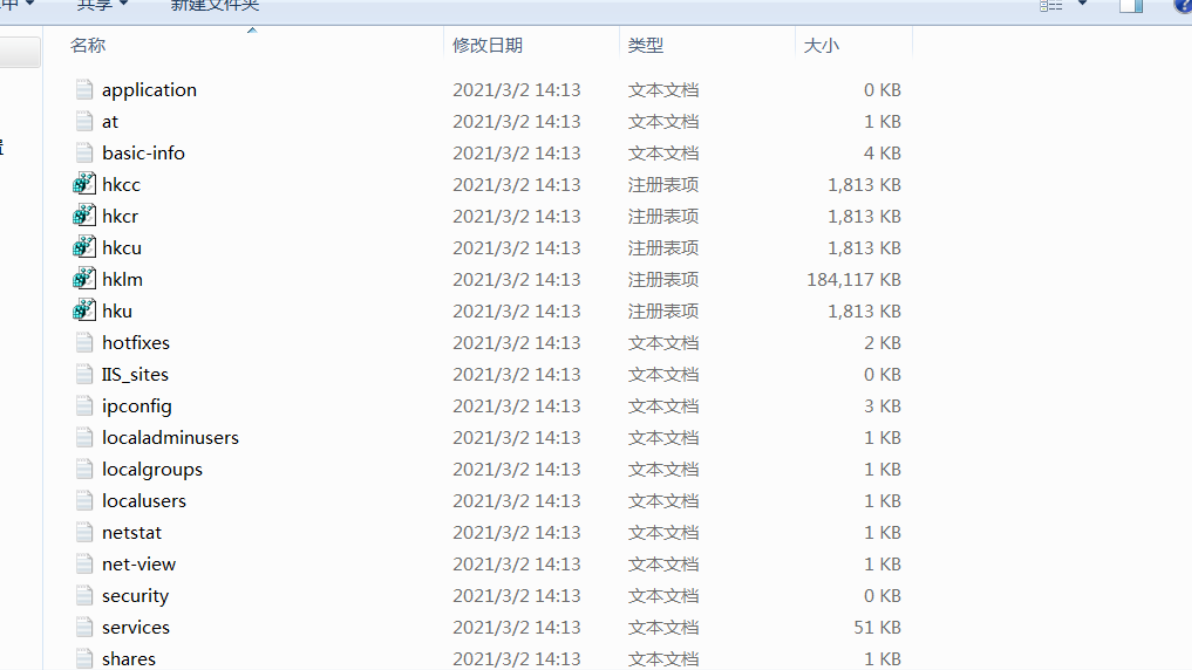 共享 新建文件夹
名称 修改日期 类型 大小
application 2021/3/2 14:13 文本文档 0 KB
at 2021/3/2 14:13 文本文档 1 KB
basic-info 2021/3/2 14:13 文本文档 4 KB
hkcc 2021/3/2 14:13 注册表项 1,813 KB
hkcr 2021/3/2 14:13 注册表项 1,813 KB
hkcu 2021/3/2 14:13 注册表项 1,813 KB
hklm 2021/3/2 14:13 注册表项 184,117 KB
hku 2021/3/2 14:13 注册表项 1,813 KB
hotfixes 2021/3/2 14:13 文本文档 2 KB
IIS_sites 2021/3/2 14:13 文本文档 0 KB
ipconfig 2021/3/2 14:13 文本文档 3 KB
localadminusers 2021/3/2 14:13 文本文档 1 KB
localgroups 2021/3/2 14:13 文本文档 1 KB
localusers 2021/3/2 14:13 文本文档 1 KB
netstat 2021/3/2 14:13 文本文档 1 KB
net-view 2021/3/2 14:13 文本文档 1 KB
security 2021/3/2 14:13 文本文档 0 KB
services 2021/3/2 14:13 文本文档 51 KB
shares 2021/3/2 14:13 文本文档 1 KB